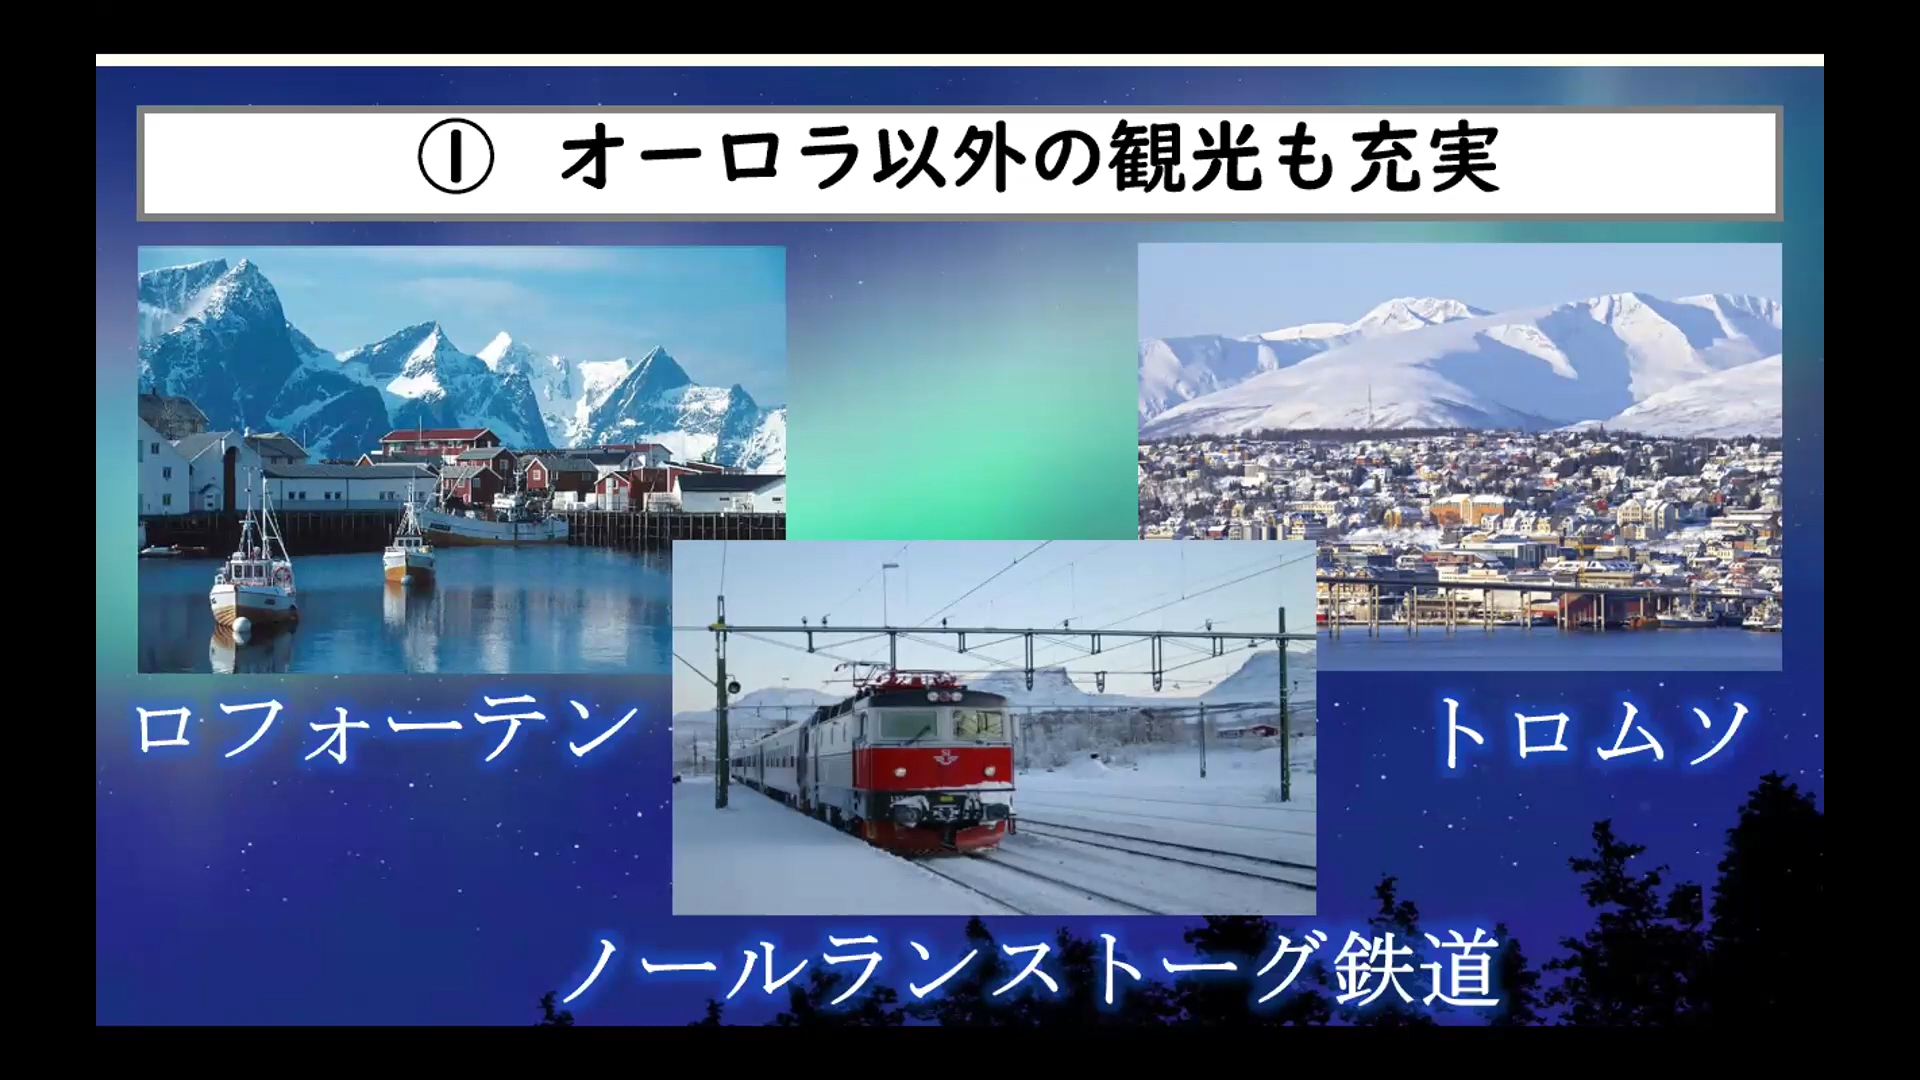 ① オーロラ以外の観光も充実
ロフォーテン
トロムソ
ノールランストーグ鉄道
SJ